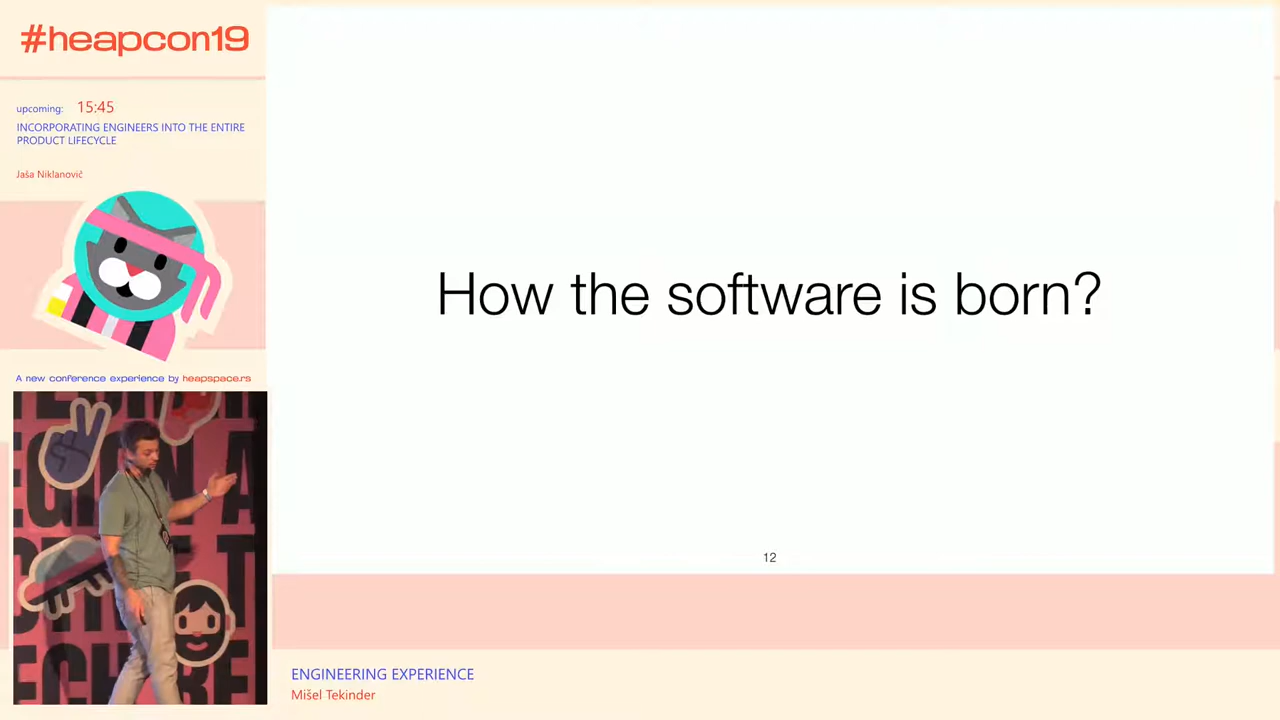 #heapcon19
upcoming: 15:45
INCORPORATING ENGINEERS INTO THE ENTIRE
PRODUCT LIFECYCLE
Jaša Niklanović
A new conference experience by heapspace.rs
How the software is born?
12
ENGINEERING EXPERIENCE
Mišel Tekinder